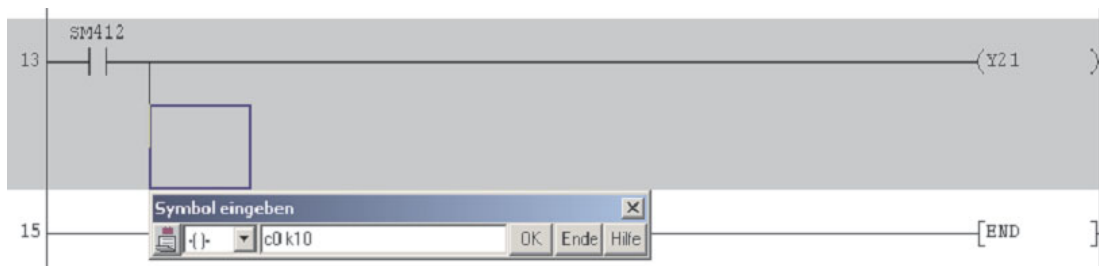 SM412
13 (Y21 )
Symbol eingeben
-( )- c0 k10 OK Ende Hilfe
15 [END ]